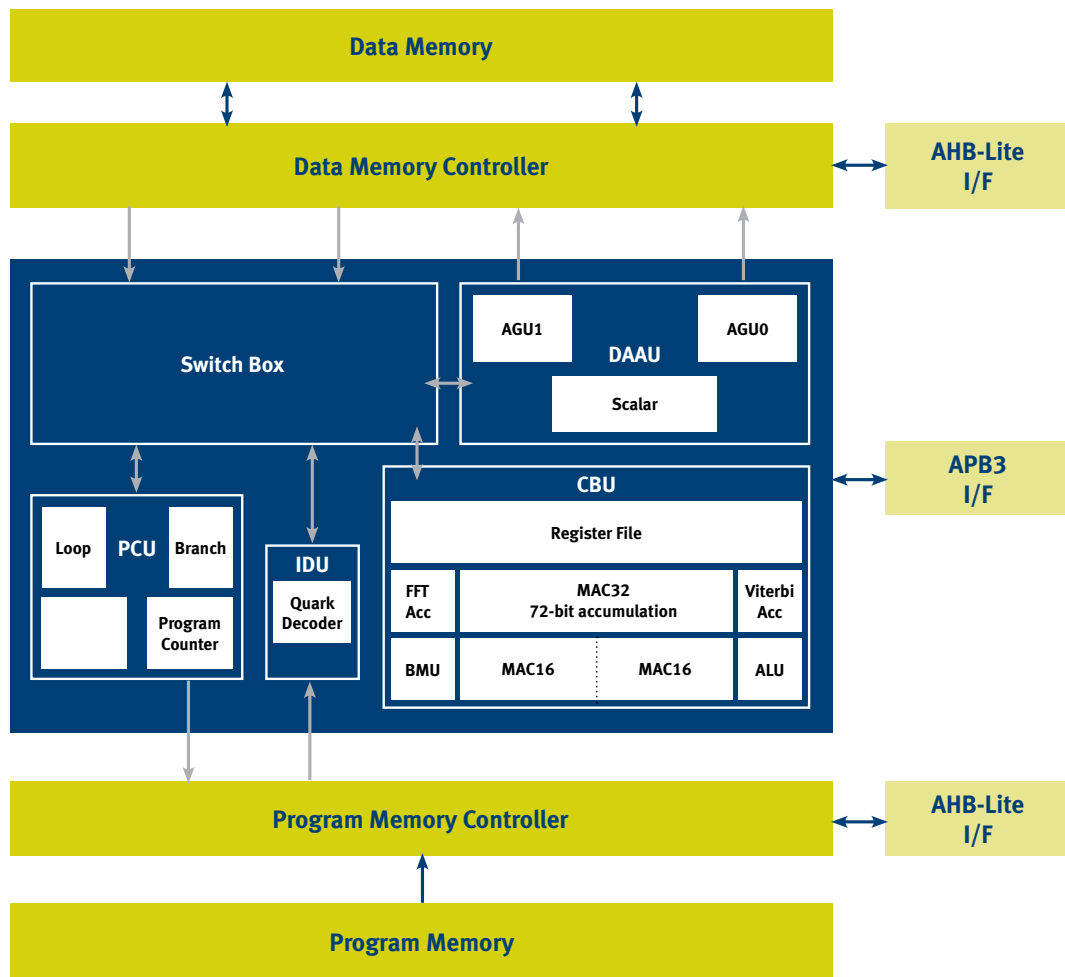 Data Memory
Data Memory Controller
AHB-Lite
I/F
Switch Box
AGU1
AGU0
DAAU
Scalar
APB3
I/F
PCU
Loop
Branch
Program
Counter
IDU
Quark
Decoder
CBU
Register File
FFT
Acc
MAC32
72-bit accumulation
Viterbi
Acc
BMU
MAC16
MAC16
ALU
Program Memory Controller
AHB-Lite
I/F
Program Memory